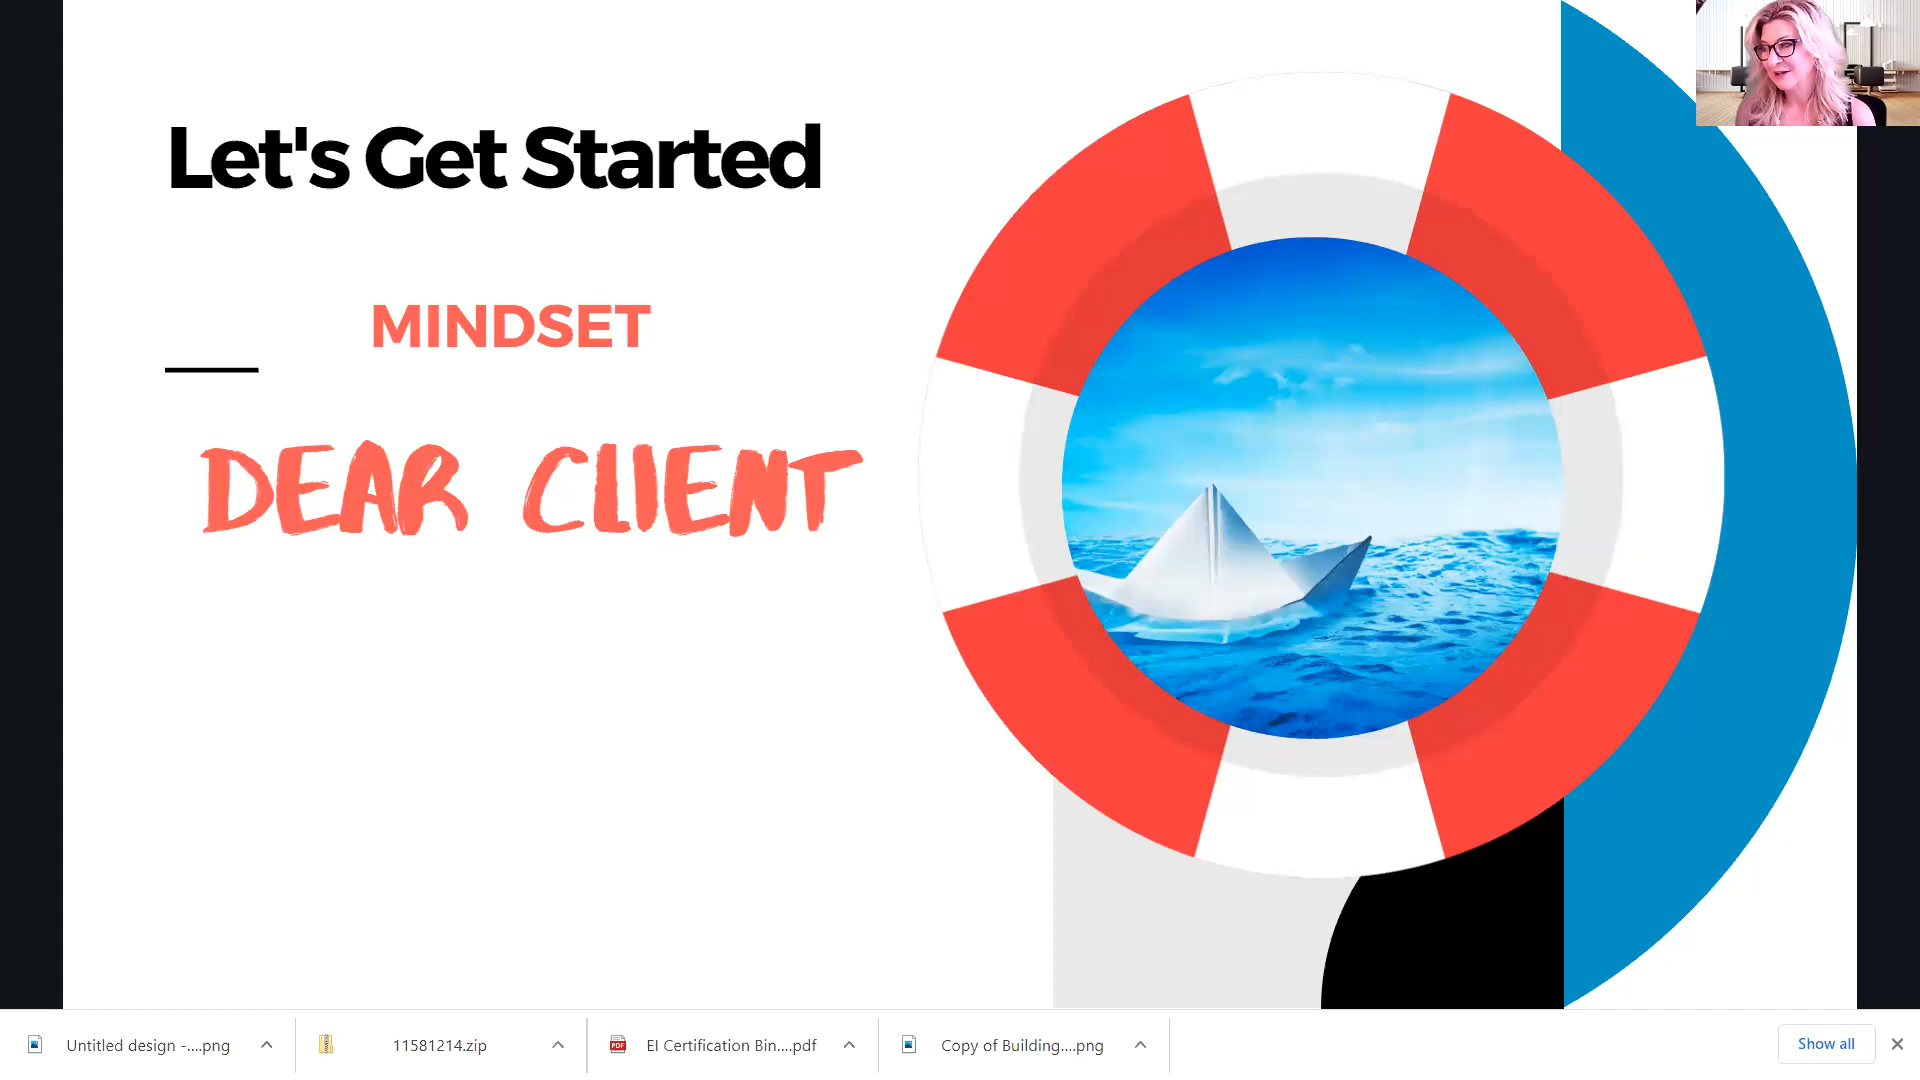 Let's Get Started
MINDSET
DEAR CLIENT
Untitled design -....png
11581214.zip
PDF
EI Certification Bin....pdf
Copy of Building....png
Show all